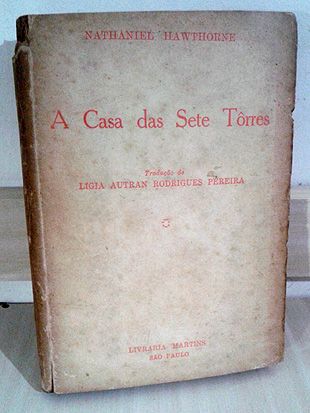 NATHANIEL HAWTHORNE
A Casa das Sete Tôrres
Tradução de
LIGIA AUTRAN RODRIGUES PEREIRA
LIVRARIA MARTINS
SÃO PAULO